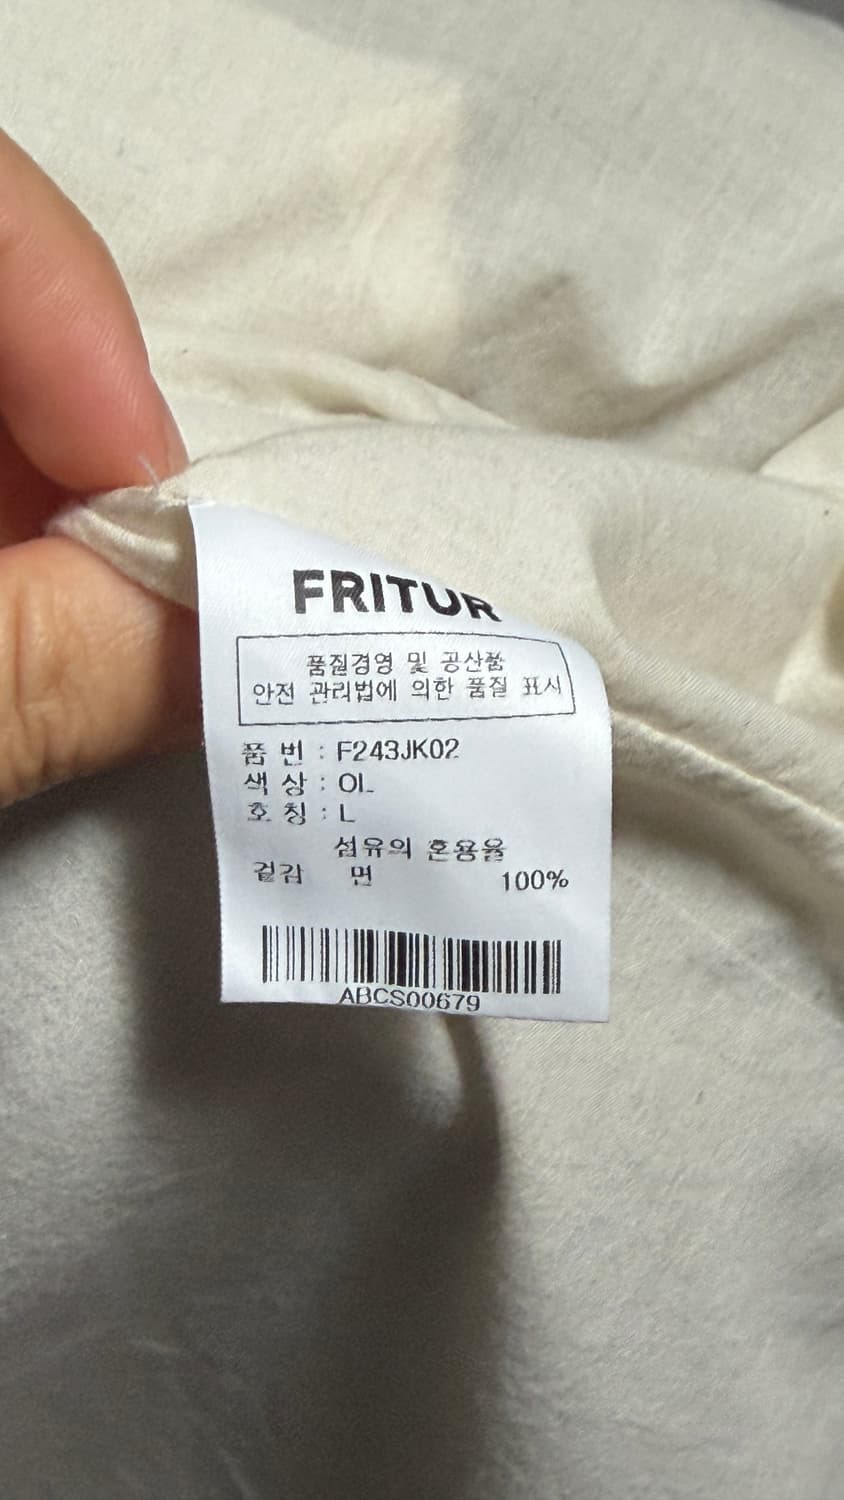 FRITUR
품질경영 및 공산품
안전 관리법에 의한 품질 표시
품 번 : F243JK02
색 상 : OL
호 칭 : L
섬유의 혼용율
겉감 면 100%
ABCS00679